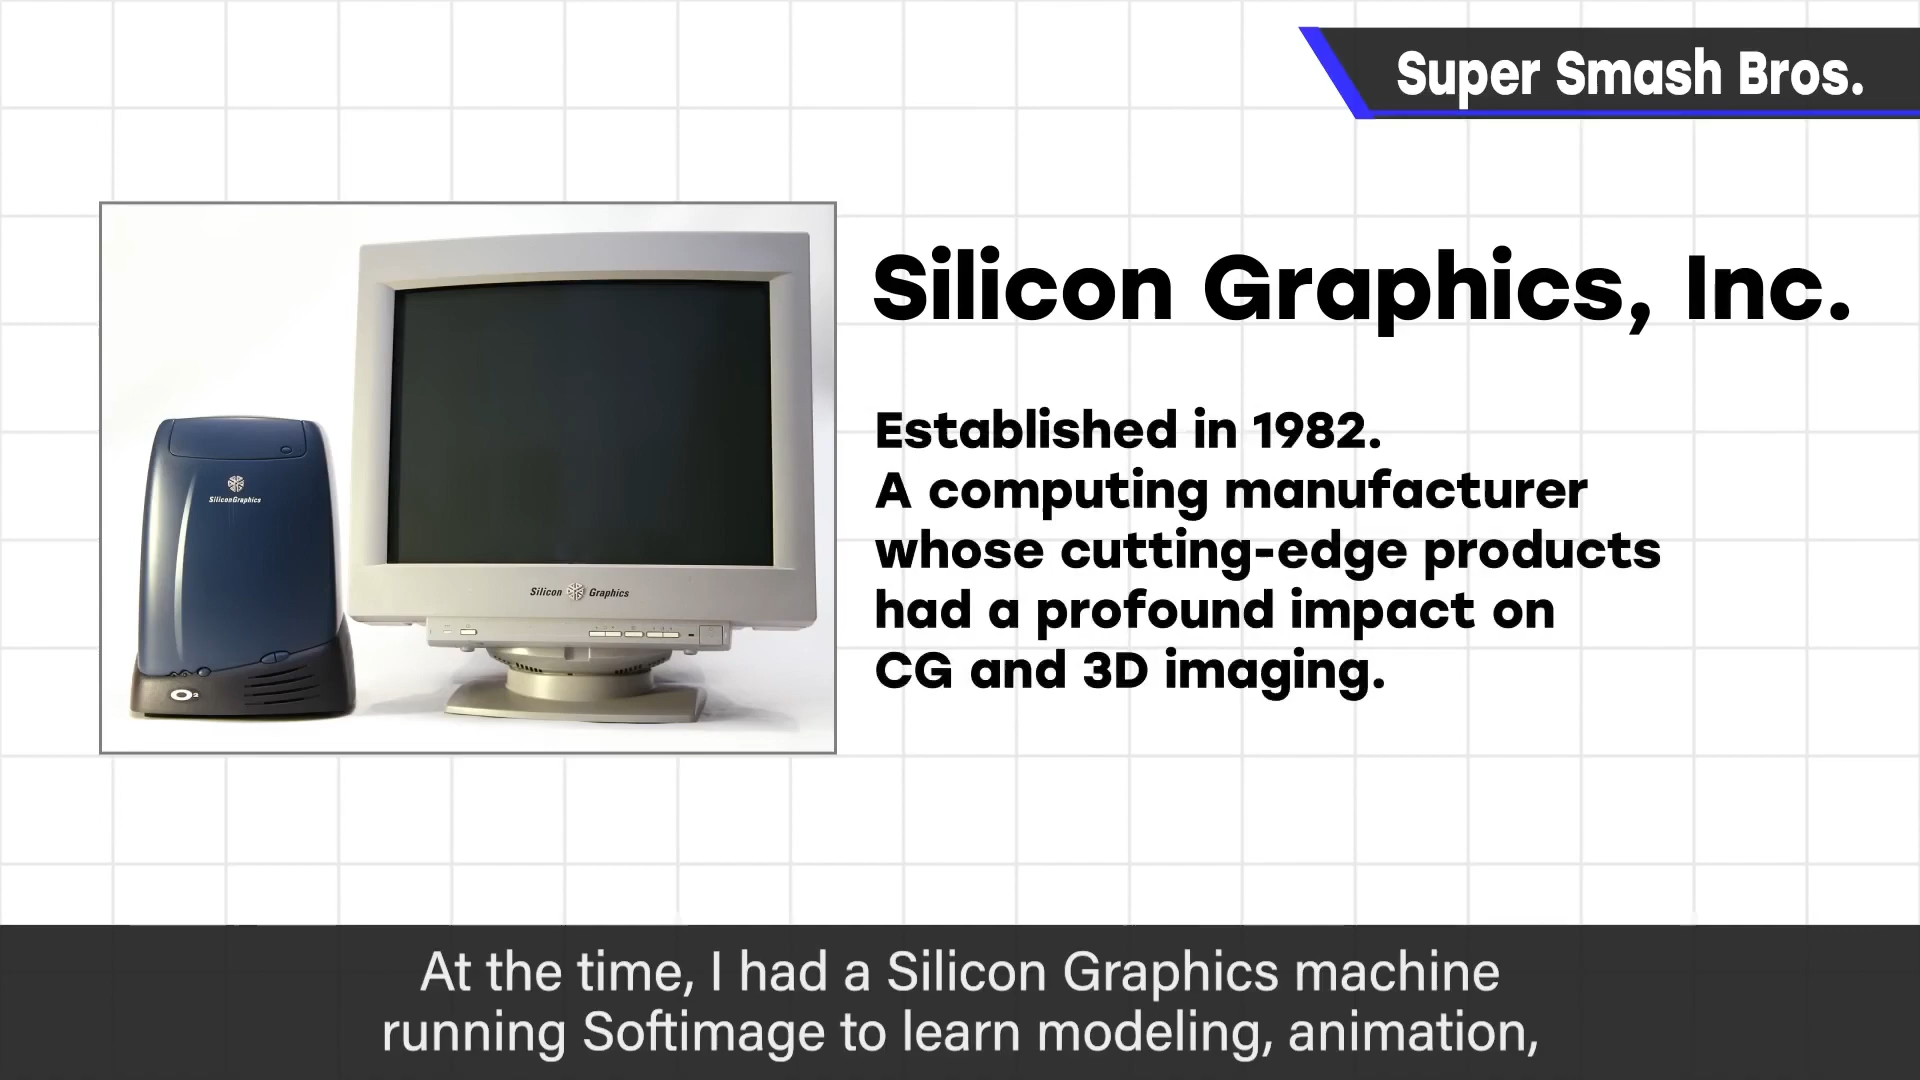 Super Smash Bros.
Silicon Graphics, Inc.
Established in 1982.
A computing manufacturer
whose cutting-edge products
had a profound impact on
CG and 3D imaging.
SiliconGraphics
O2
Silicon Graphics
At the time, I had a Silicon Graphics machine
running Softimage to learn modeling, animation,